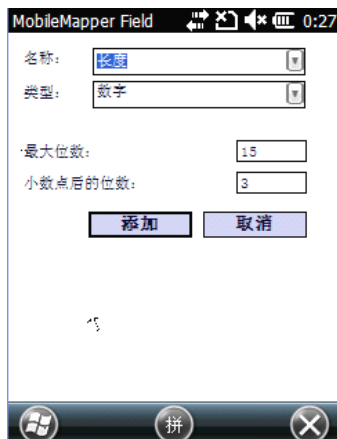 MobileMapper Field 0:27
名称： 长度
类型： 数字
最大位数： 15
小数点后的位数： 3
添加 取消
拼